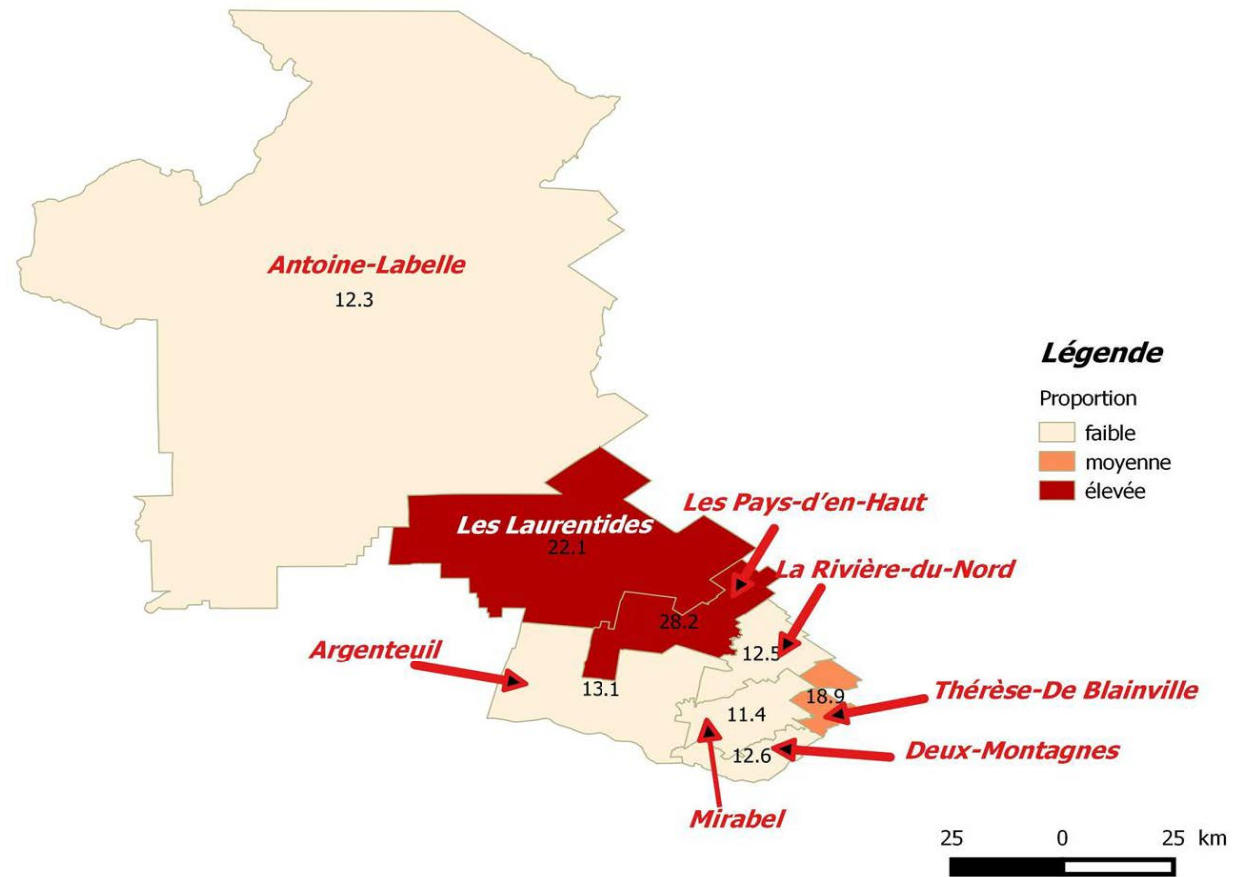 Antoine-Labelle
12.3
Légende
Proportion
faible
moyenne
élevée
Les Pays-d'en-Haut
Les Laurentides
22.1
La Rivière-du-Nord
28.2
Argenteuil
12.5
13.1
Thérèse-De Blainville
18.9
11.4
Deux-Montagnes
12.6
Mirabel
25 0 25 km